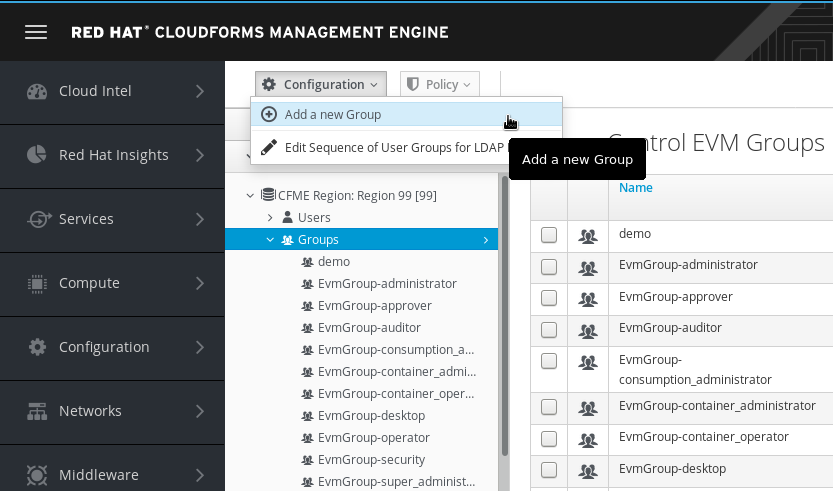 RED HAT® CLOUDFORMS MANAGEMENT ENGINE
Cloud Intel
Red Hat Insights
Services
Compute
Configuration
Networks
Middleware
Configuration
Policy
Add a new Group
Edit Sequence of User Groups for LDAP
Add a new Group
CFME Region: Region 99 [99]
Users
Groups
demo
EvmGroup-administrator
EvmGroup-approver
EvmGroup-auditor
EvmGroup-consumption_a...
EvmGroup-container_admi...
EvmGroup-container_oper...
EvmGroup-desktop
EvmGroup-operator
EvmGroup-security
EvmGroup-super_administ...
EVM Groups
Name
demo
EvmGroup-administrator
EvmGroup-approver
EvmGroup-auditor
EvmGroup-
consumption_administrator
EvmGroup-container_administrator
EvmGroup-container_operator
EvmGroup-desktop